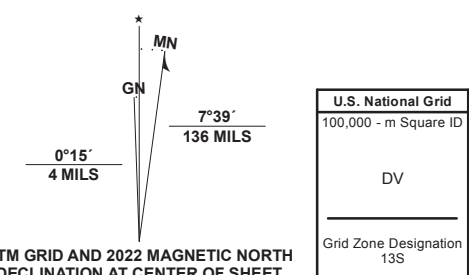 MN
GN
7°39´
136 MILS
0°15´
4 MILS
TM GRID AND 2022 MAGNETIC NORTH
DECLINATION AT CENTER OF SHEET
U.S. National Grid
100,000 - m Square ID
DV
Grid Zone Designation
13S